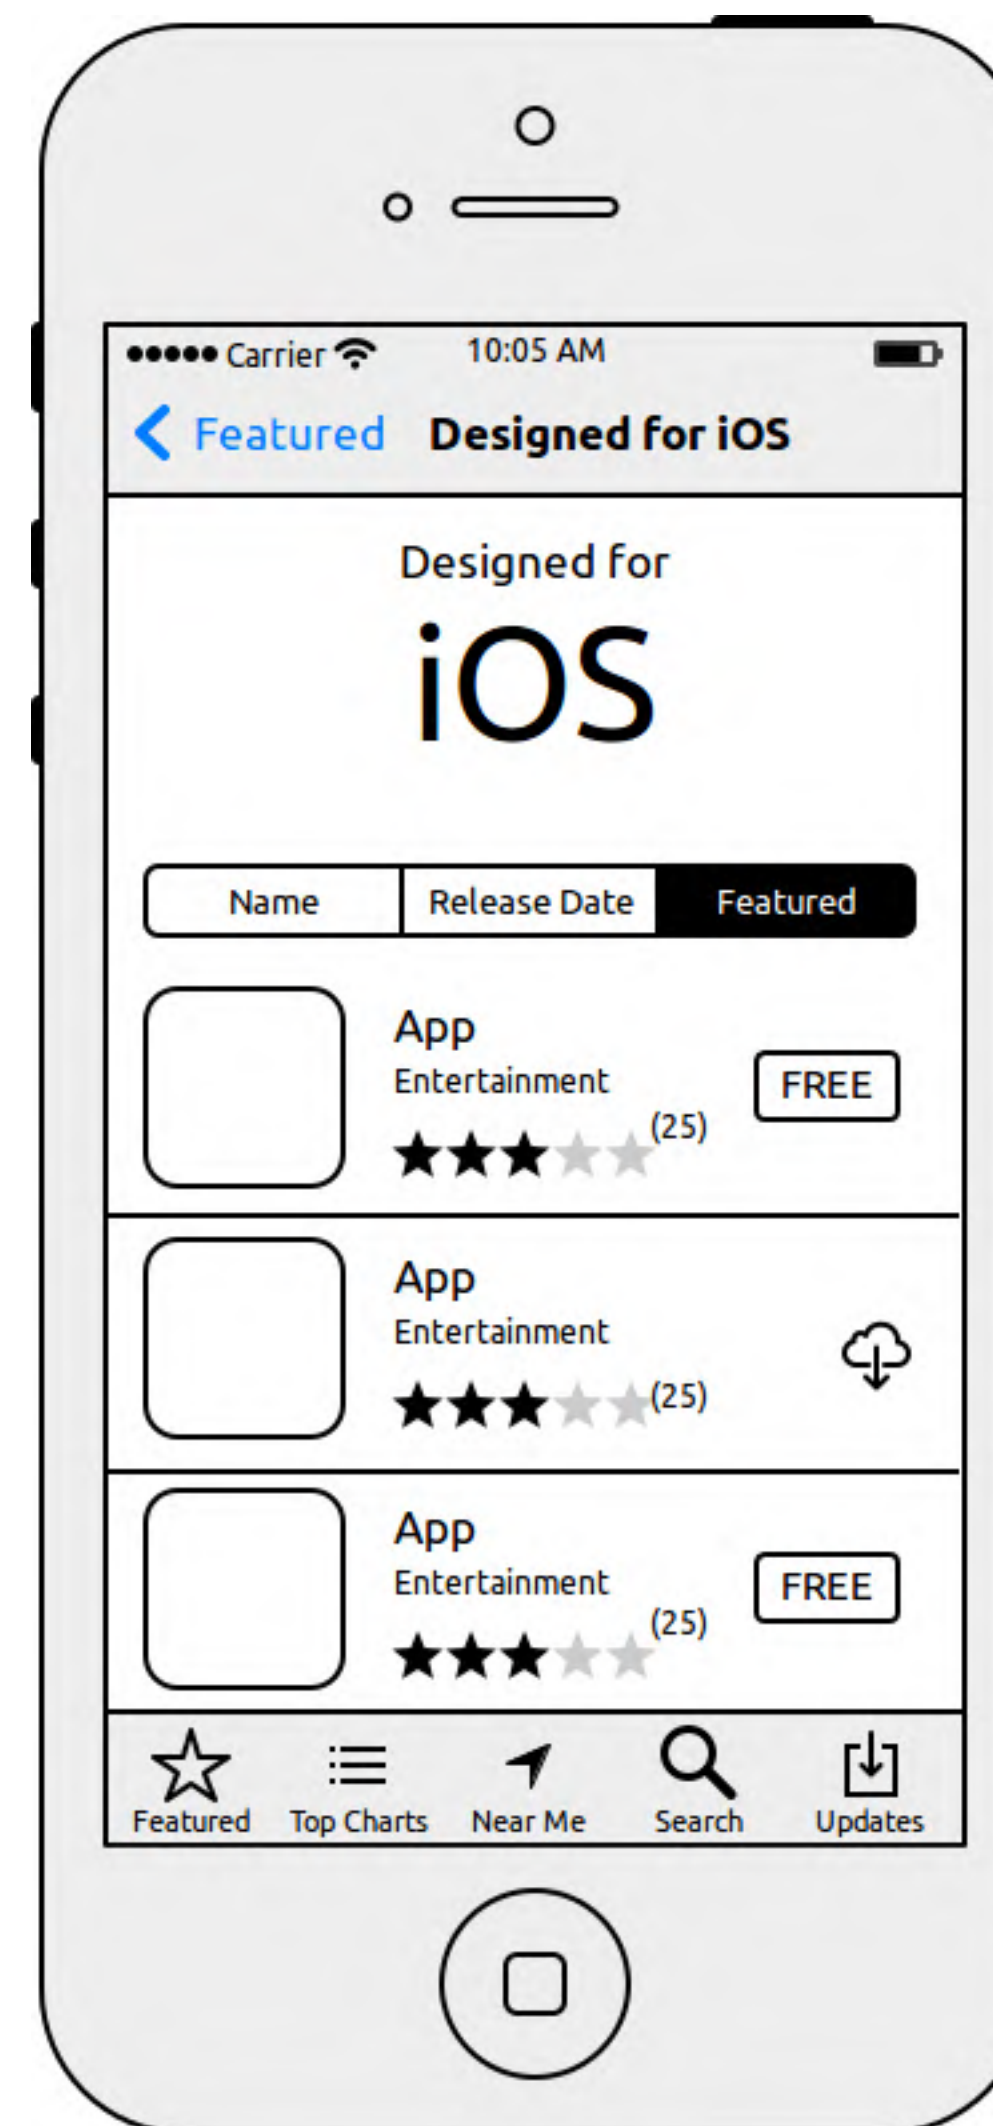 Carrier 10:05 AM
Featured Designed for iOS
Designed for
iOS
Name Release Date Featured
App
Entertainment
FREE
(25)
App
Entertainment
(25)
App
Entertainment
FREE
(25)
Featured Top Charts Near Me Search Updates